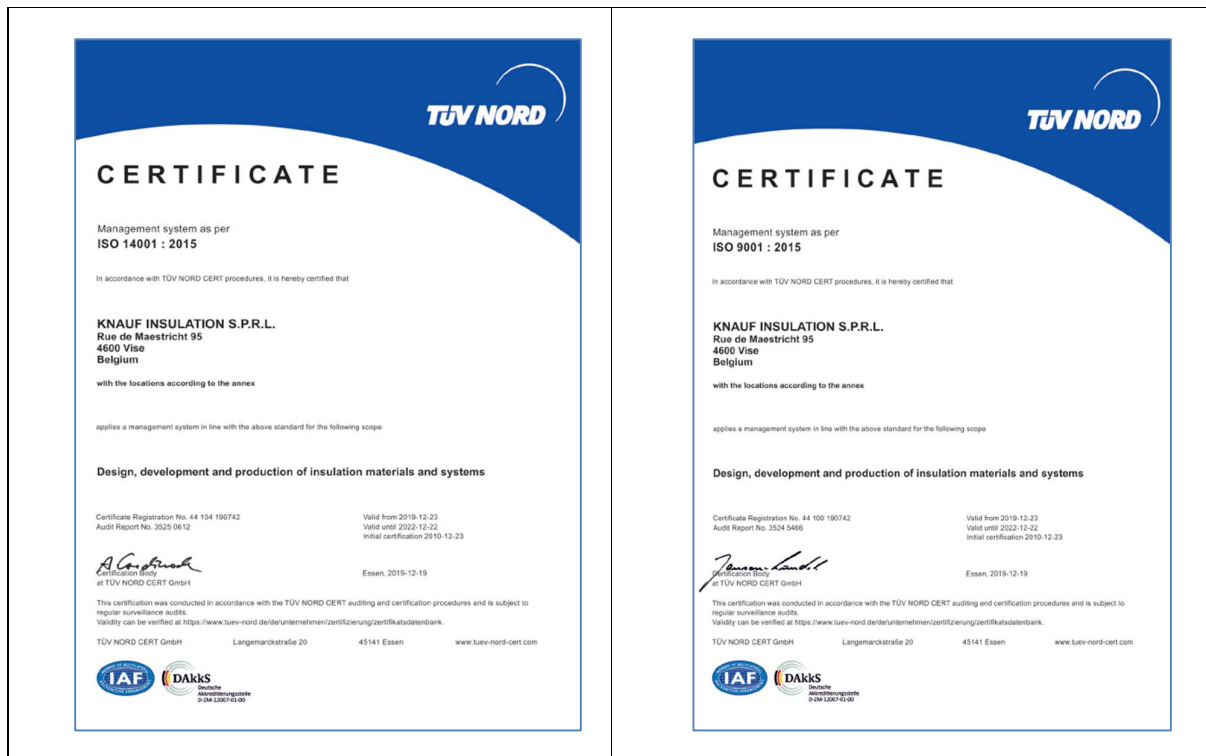 TÜV NORD
CERTIFICATE
Management system as per
ISO 14001 : 2015
In accordance with TÜV NORD CERT procedures, it is hereby certified that
KNAUF INSULATION S.P.R.L.
Rue de Maestricht 95
4600 Vise
Belgium
with the locations according to the annex
applies a management system in line with the above standard for the following scope
Design, development and production of insulation materials and systems
Certificate Registration No. 44 104 190742
Audit Report No. 3525 0612
Valid from 2019-12-23
Valid until 2022-12-22
Initial certification 2010-12-23
Certification Body
at TÜV NORD CERT GmbH
Essen, 2019-12-19
This certification was conducted in accordance with the TÜV NORD CERT auditing and certification procedures and is subject to
regular surveillance audits.
Validity can be verified at https://www.tuev-nord.de/de/unternehmen/zertifizierung/zertifikatsdatenbank.
TÜV NORD CERT GmbH Langemarckstraße 20 45141 Essen www.tuev-nord-cert.com
IAF
DAkkS
Deutsche
Akkreditierungsstelle
D-ZM-12007-01-00
TÜV NORD
CERTIFICATE
Management system as per
ISO 9001 : 2015
In accordance with TÜV NORD CERT procedures, it is hereby certified that
KNAUF INSULATION S.P.R.L.
Rue de Maestricht 95
4600 Vise
Belgium
with the locations according to the annex
applies a management system in line with the above standard for the following scope
Design, development and production of insulation materials and systems
Certificate Registration No. 44 100 190742
Audit Report No. 3524 5466
Valid from 2019-12-23
Valid until 2022-12-22
Initial certification 2010-12-23
Certification Body
at TÜV NORD CERT GmbH
Essen, 2019-12-19
This certification was conducted in accordance with the TÜV NORD CERT auditing and certification procedures and is subject to
regular surveillance audits.
Validity can be verified at https://www.tuev-nord.de/de/unternehmen/zertifizierung/zertifikatsdatenbank.
TÜV NORD CERT GmbH Langemarckstraße 20 45141 Essen www.tuev-nord-cert.com
IAF
DAkkS
Deutsche
Akkreditierungsstelle
D-ZM-12007-01-00